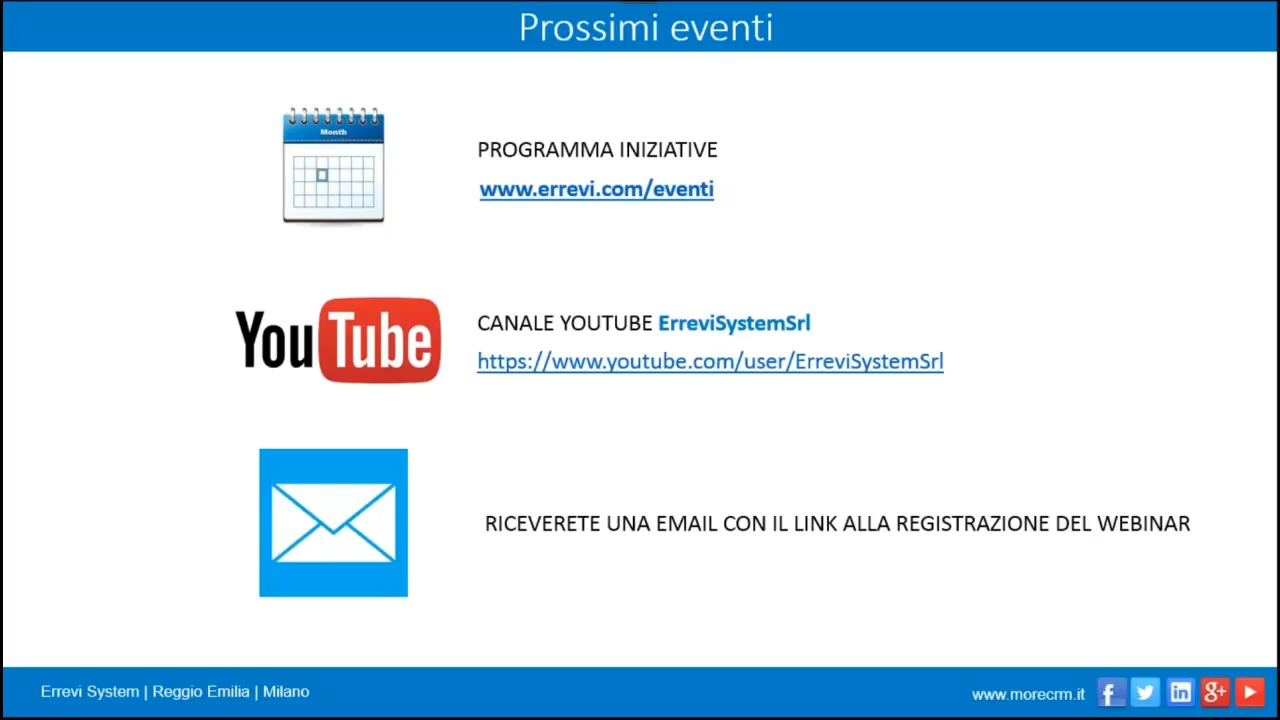 Prossimi eventi
Month
PROGRAMMA INIZIATIVE
www.errevi.com/eventi
YouTube
CANALE YOUTUBE ErreviSystemSrl
https://www.youtube.com/user/ErreviSystemSrl
RICEVERETE UNA EMAIL CON IL LINK ALLA REGISTRAZIONE DEL WEBINAR
Errevi System | Reggio Emilia | Milano
www.morecrm.it f in g+